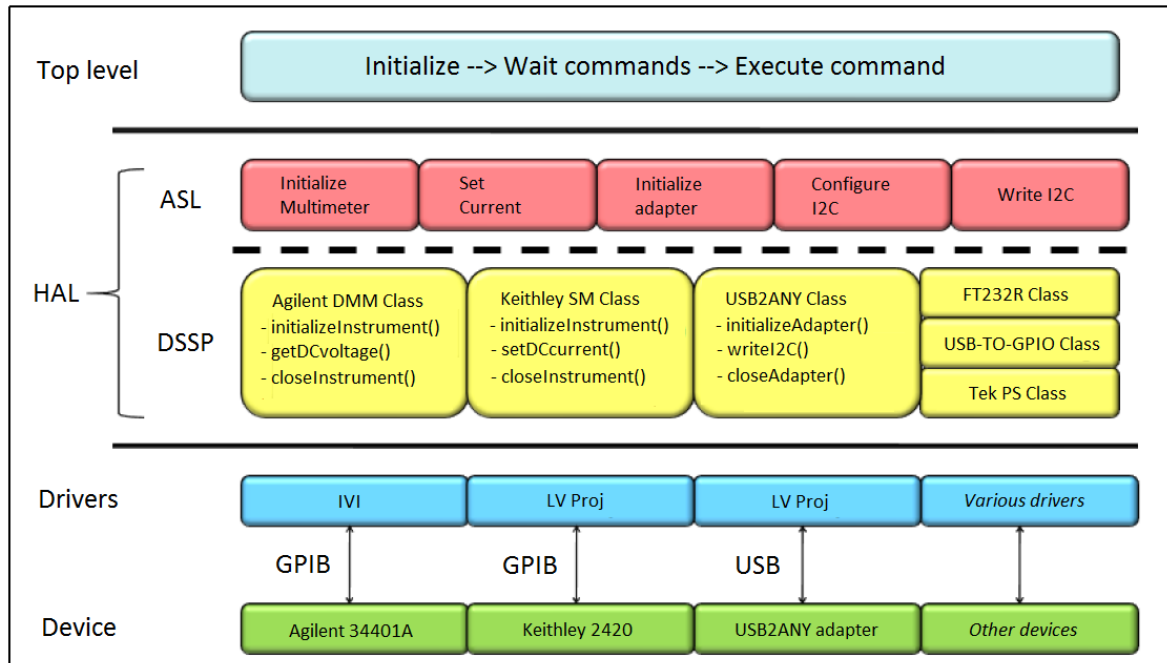 Top level
Initialize --> Wait commands --> Execute command
HAL
ASL
Initialize
Multimeter
Set
Current
Initialize
adapter
Configure
I2C
Write I2C
DSSP
Agilent DMM Class
- initializeInstrument()
- getDCvoltage()
- closeInstrument()
Keithley SM Class
- initializeInstrument()
- setDCcurrent()
- closeInstrument()
USB2ANY Class
- initializeAdapter()
- writeI2C()
- closeAdapter()
FT232R Class
USB-TO-GPIO Class
Tek PS Class
Drivers
IVI
LV Proj
LV Proj
Various drivers
GPIB
GPIB
USB
Device
Agilent 34401A
Keithley 2420
USB2ANY adapter
Other devices